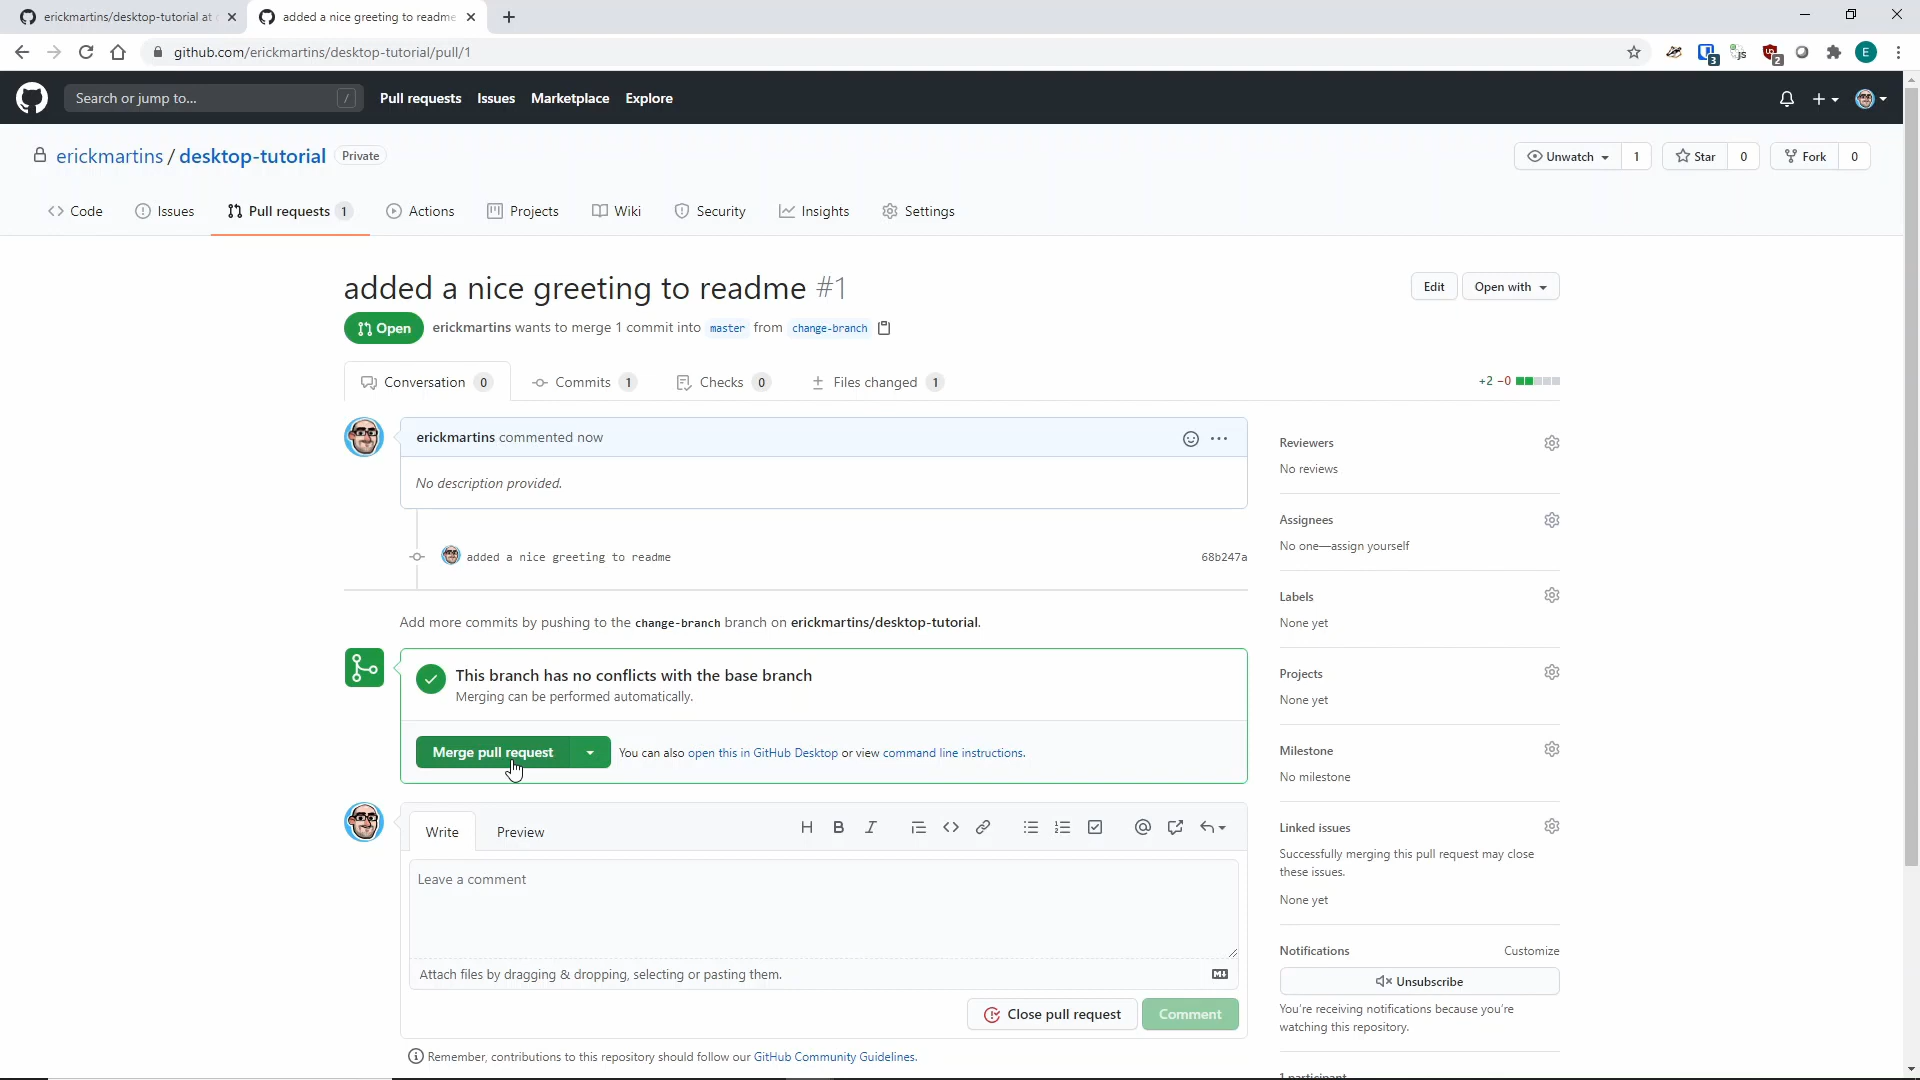 erickmartins/desktop-tutorial at
added a nice greeting to readme
github.com/erickmartins/desktop-tutorial/pull/1
3
JS
2
E
Search or jump to...
/
Pull requests
Issues
Marketplace
Explore
erickmartins / desktop-tutorial
Private
Unwatch
1
Star
0
Fork
0
Code
Issues
Pull requests 1
Actions
Projects
Wiki
Security
Insights
Settings
added a nice greeting to readme #1
Edit
Open with
Open
erickmartins wants to merge 1 commit into master from change-branch
Conversation 0
Commits 1
Checks 0
Files changed 1
+2 −0
erickmartins commented now
No description provided.
added a nice greeting to readme
68b247a
Add more commits by pushing to the change-branch branch on erickmartins/desktop-tutorial.
This branch has no conflicts with the base branch
Merging can be performed automatically.
Merge pull request
You can also open this in GitHub Desktop or view command line instructions.
Write
Preview
H B I
Leave a comment
Attach files by dragging & dropping, selecting or pasting them.
Close pull request
Comment
Remember, contributions to this repository should follow our GitHub Community Guidelines.
Reviewers
No reviews
Assignees
No one—assign yourself
Labels
None yet
Projects
None yet
Milestone
No milestone
Linked issues
Successfully merging this pull request may close
these issues.
None yet
Notifications
Customize
Unsubscribe
You're receiving notifications because you're
watching this repository.
1 participant